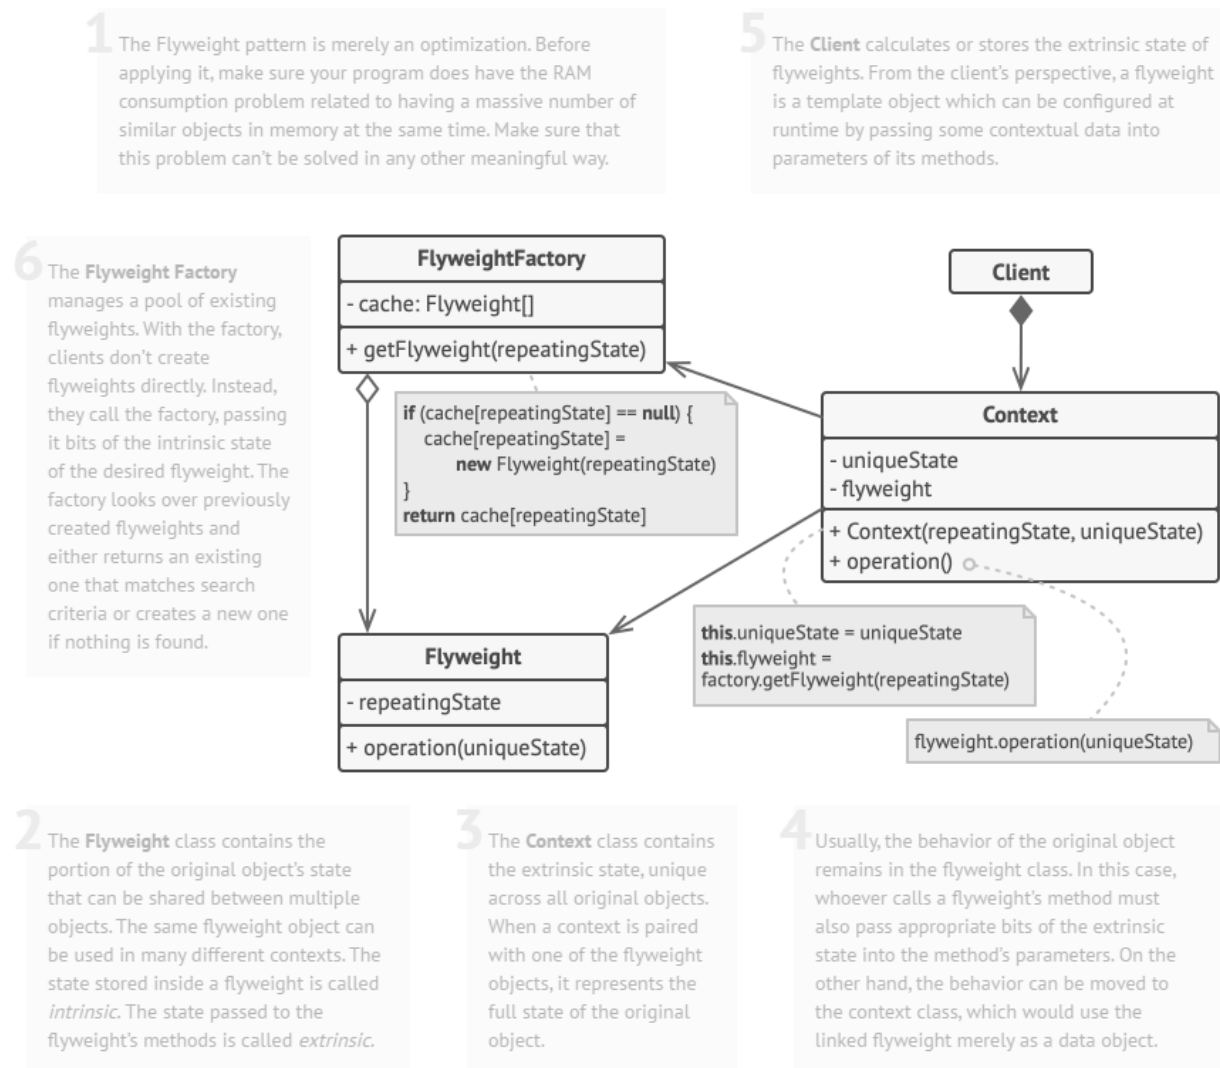 1
The Flyweight pattern is merely an optimization. Before
applying it, make sure your program does have the RAM
consumption problem related to having a massive number of
similar objects in memory at the same time. Make sure that
this problem can't be solved in any other meaningful way.
5
The Client calculates or stores the extrinsic state of
flyweights. From the client's perspective, a flyweight
is a template object which can be configured at
runtime by passing some contextual data into
parameters of its methods.
6
The Flyweight Factory
manages a pool of existing
flyweights. With the factory,
clients don't create
flyweights directly. Instead,
they call the factory, passing
it bits of the intrinsic state
of the desired flyweight. The
factory looks over previously
created flyweights and
either returns an existing
one that matches search
criteria or creates a new one
if nothing is found.
FlyweightFactory
- cache: Flyweight[]
+ getFlyweight(repeatingState)
if (cache[repeatingState] == null) {
cache[repeatingState] =
new Flyweight(repeatingState)
}
return cache[repeatingState]
Client
Context
- uniqueState
- flyweight
+ Context(repeatingState, uniqueState)
+ operation()
this.uniqueState = uniqueState
this.flyweight =
factory.getFlyweight(repeatingState)
flyweight.operation(uniqueState)
Flyweight
- repeatingState
+ operation(uniqueState)
2
The Flyweight class contains the
portion of the original object's state
that can be shared between multiple
objects. The same flyweight object can
be used in many different contexts. The
state stored inside a flyweight is called
intrinsic. The state passed to the
flyweight's methods is called extrinsic.
3
The Context class contains
the extrinsic state, unique
across all original objects.
When a context is paired
with one of the flyweight
objects, it represents the
full state of the original
object.
4
Usually, the behavior of the original object
remains in the flyweight class. In this case,
whoever calls a flyweight's method must
also pass appropriate bits of the extrinsic
state into the method's parameters. On the
other hand, the behavior can be moved to
the context class, which would use the
linked flyweight merely as a data object.